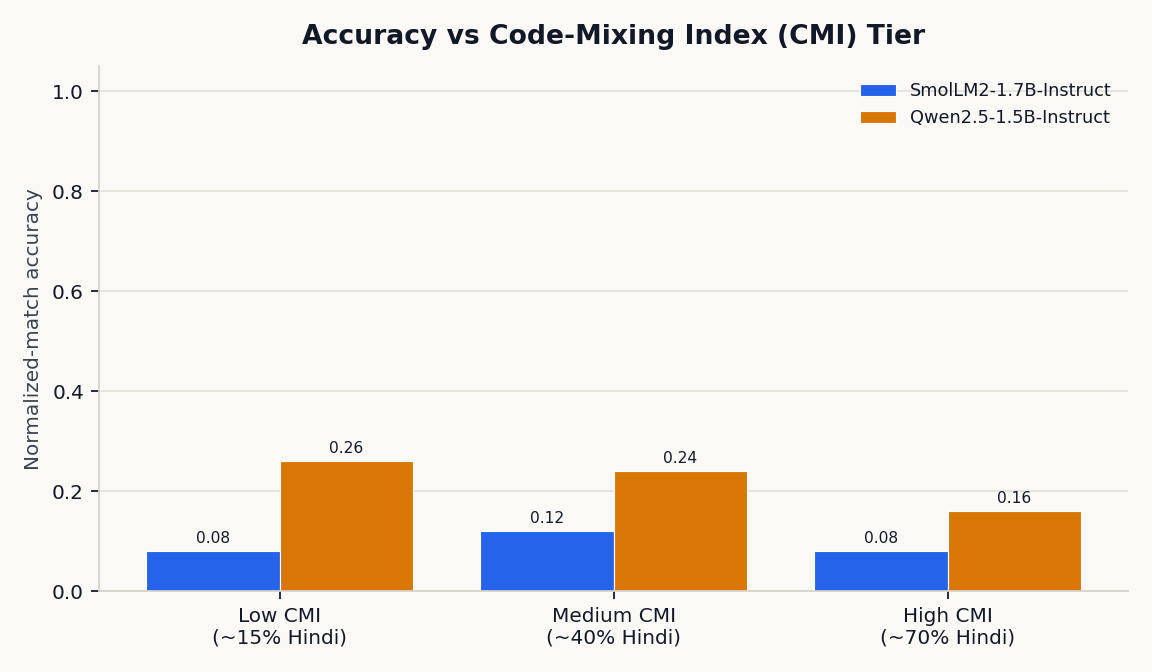 Accuracy vs Code-Mixing Index (CMI) Tier
SmolLM2-1.7B-Instruct
Qwen2.5-1.5B-Instruct
Normalized-match accuracy
1.0
0.8
0.6
0.4
0.2
0.0
0.08
0.26
0.12
0.24
0.08
0.16
Low CMI
(~15% Hindi)
Medium CMI
(~40% Hindi)
High CMI
(~70% Hindi)